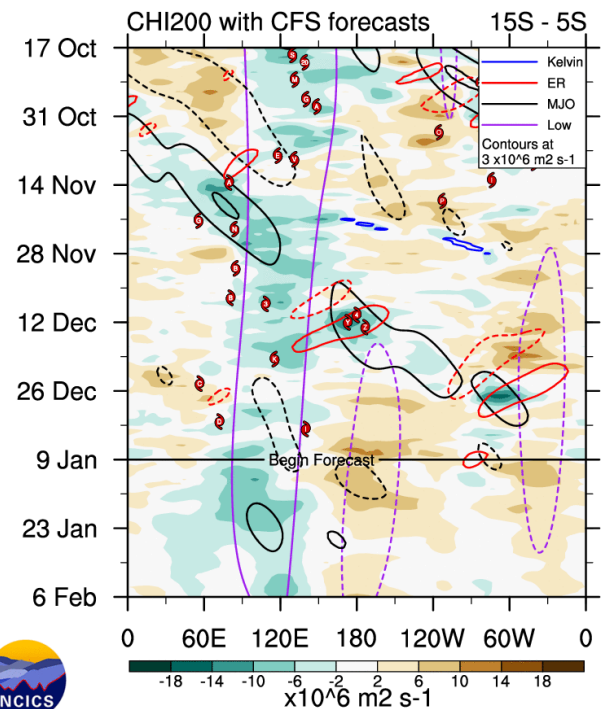 CHI200 with CFS forecasts 15S - 5S
17 Oct
31 Oct
14 Nov
28 Nov
12 Dec
26 Dec
9 Jan
23 Jan
6 Feb
Kelvin
ER
MJO
Low
Contours at
3 x10^6 m2 s-1
Begin Forecast
0 60E 120E 180 120W 60W 0
-18 -14 -10 -6 -2 2 6 10 14 18
x10^6 m2 s-1
NCICS